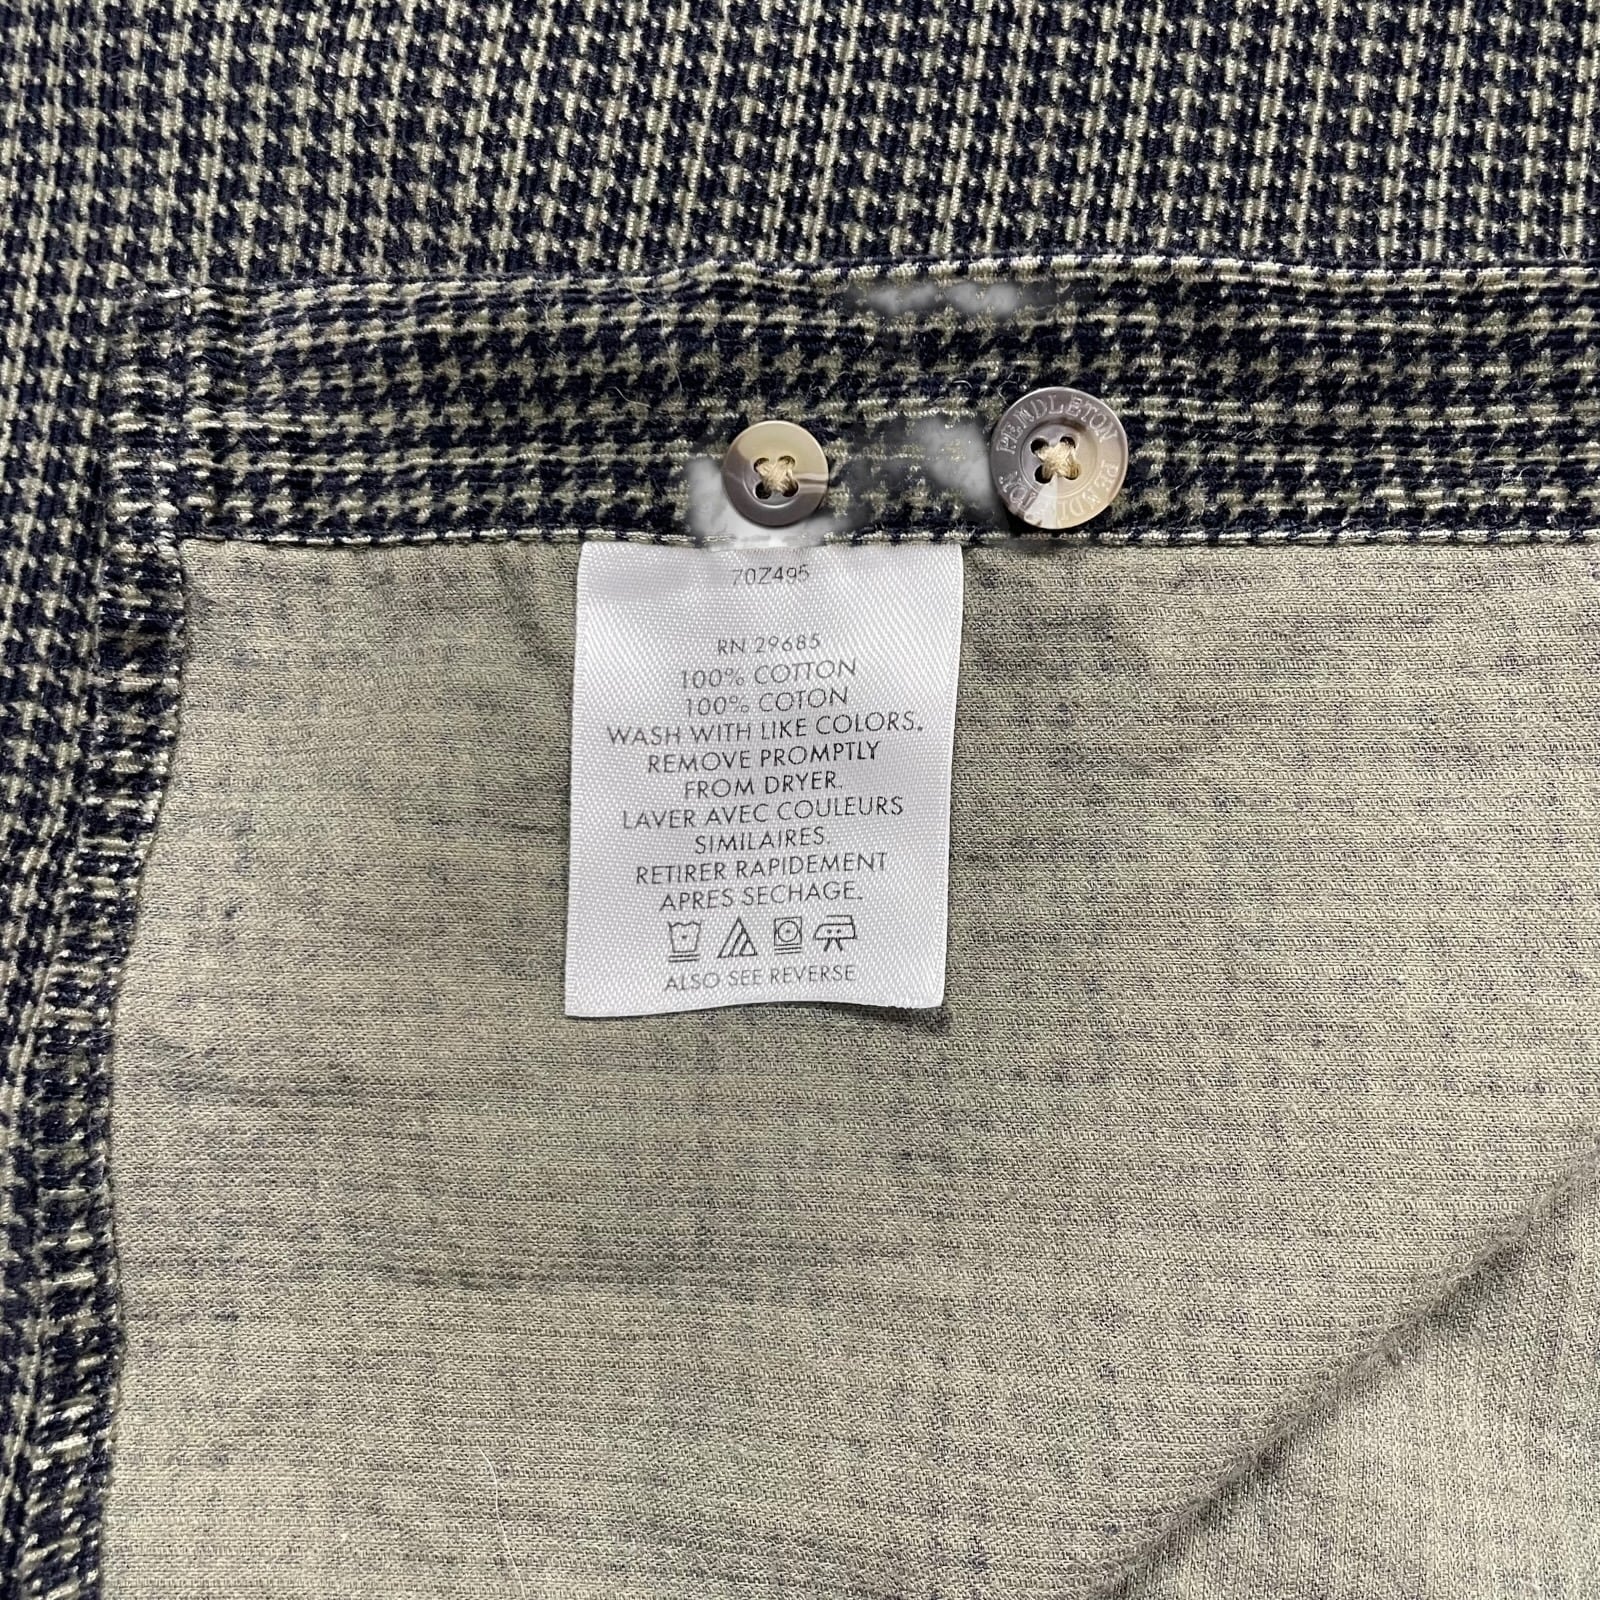 PENDLETON
70Z495
RN 29685
100% COTTON
100% COTON
WASH WITH LIKE COLORS.
REMOVE PROMPTLY
FROM DRYER.
LAVER AVEC COULEURS
SIMILAIRES.
RETIRER RAPIDEMENT
APRES SECHAGE.
ALSO SEE REVERSE